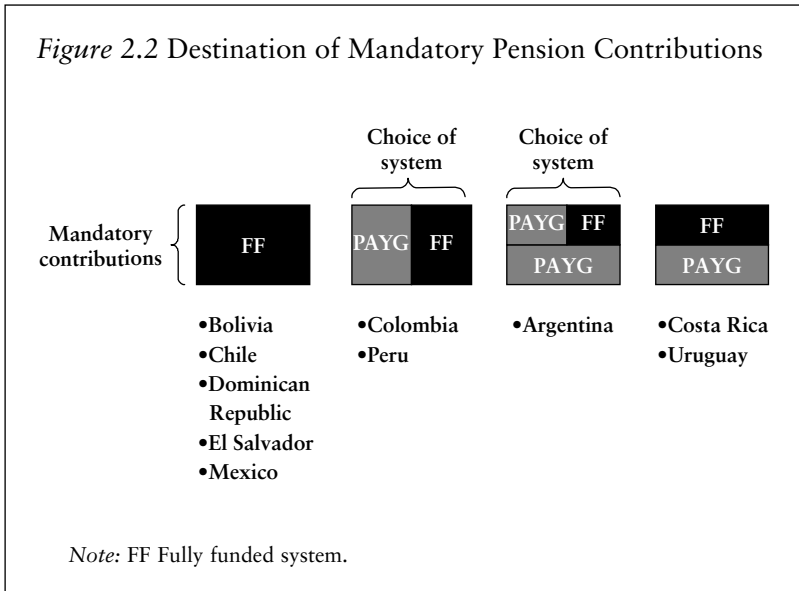 Figure 2.2 Destination of Mandatory Pension Contributions
Choice of
system
Choice of
system
Mandatory
contributions
FF
PAYG FF
PAYG FF
PAYG
FF
PAYG
•Bolivia
•Chile
•Dominican
Republic
•El Salvador
•Mexico
•Colombia
•Peru
•Argentina
•Costa Rica
•Uruguay
Note: FF Fully funded system.